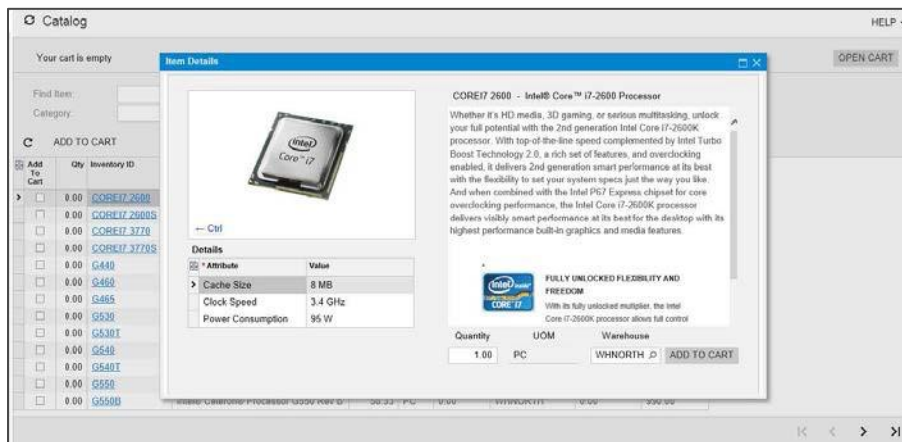 Catalog
HELP
Your cart is empty
OPEN CART
Find Item:
Category:
ADD TO CART
Add To Cart
Qty
Inventory ID
0.00 COREI7 2600
0.00 COREI7 2600S
0.00 COREI7 3770
0.00 COREI7 3770S
0.00 G440
0.00 G460
0.00 G465
0.00 G530
0.00 G530T
0.00 G540
0.00 G540T
0.00 G550
0.00 G550B
Item Details
intel
Core™ i7
← Ctrl
Details
* Attribute Value
Cache Size 8 MB
Clock Speed 3.4 GHz
Power Consumption 95 W
COREI7 2600 - Intel® Core™ i7-2600 Processor
Whether it's HD media, 3D gaming, or serious multitasking, unlock
your full potential with the 2nd generation Intel Core i7-2600K
processor. With top-of-the-line speed complemented by Intel Turbo
Boost Technology 2.0, a rich set of features, and overclocking
enabled, it delivers 2nd generation smart performance at its best
with the flexibility to set your system specs just the way you like.
And when combined with the Intel P67 Express chipset for core
overclocking performance, the Intel Core i7-2600K processor
delivers visibly smart performance at its best for the desktop with its
highest performance built-in graphics and media features.
intel inside
CORE i7
FULLY UNLOCKED FLEXIBILITY AND
FREEDOM
With its fully unlocked multiplier, the Intel
Core i7-2600K processor allows full control
Quantity UOM Warehouse
1.00 PC WHNORTH ADD TO CART